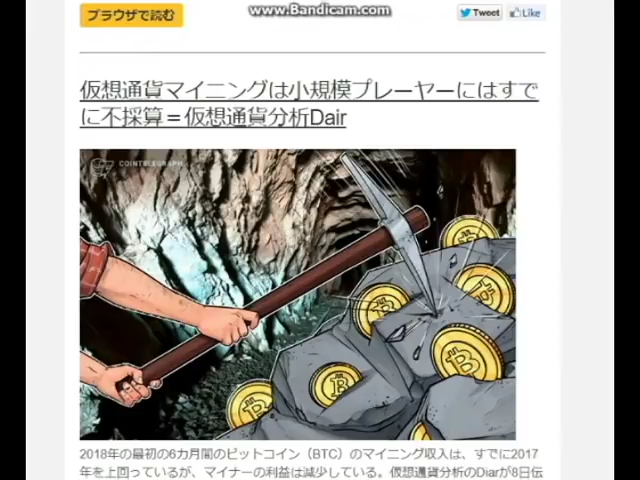 ブラウザで読む
www.Bandicam.com
Tweet
Like
仮想通貨マイニングは小規模プレーヤーにはすで
に不採算＝仮想通貨分析Dair
COINTELEGRAPH
2018年の最初の6カ月間のビットコイン（BTC）のマイニング収入は、すでに2017
年を上回っているが、マイナーの利益は減少している。仮想通貨分析のDiarが8日伝